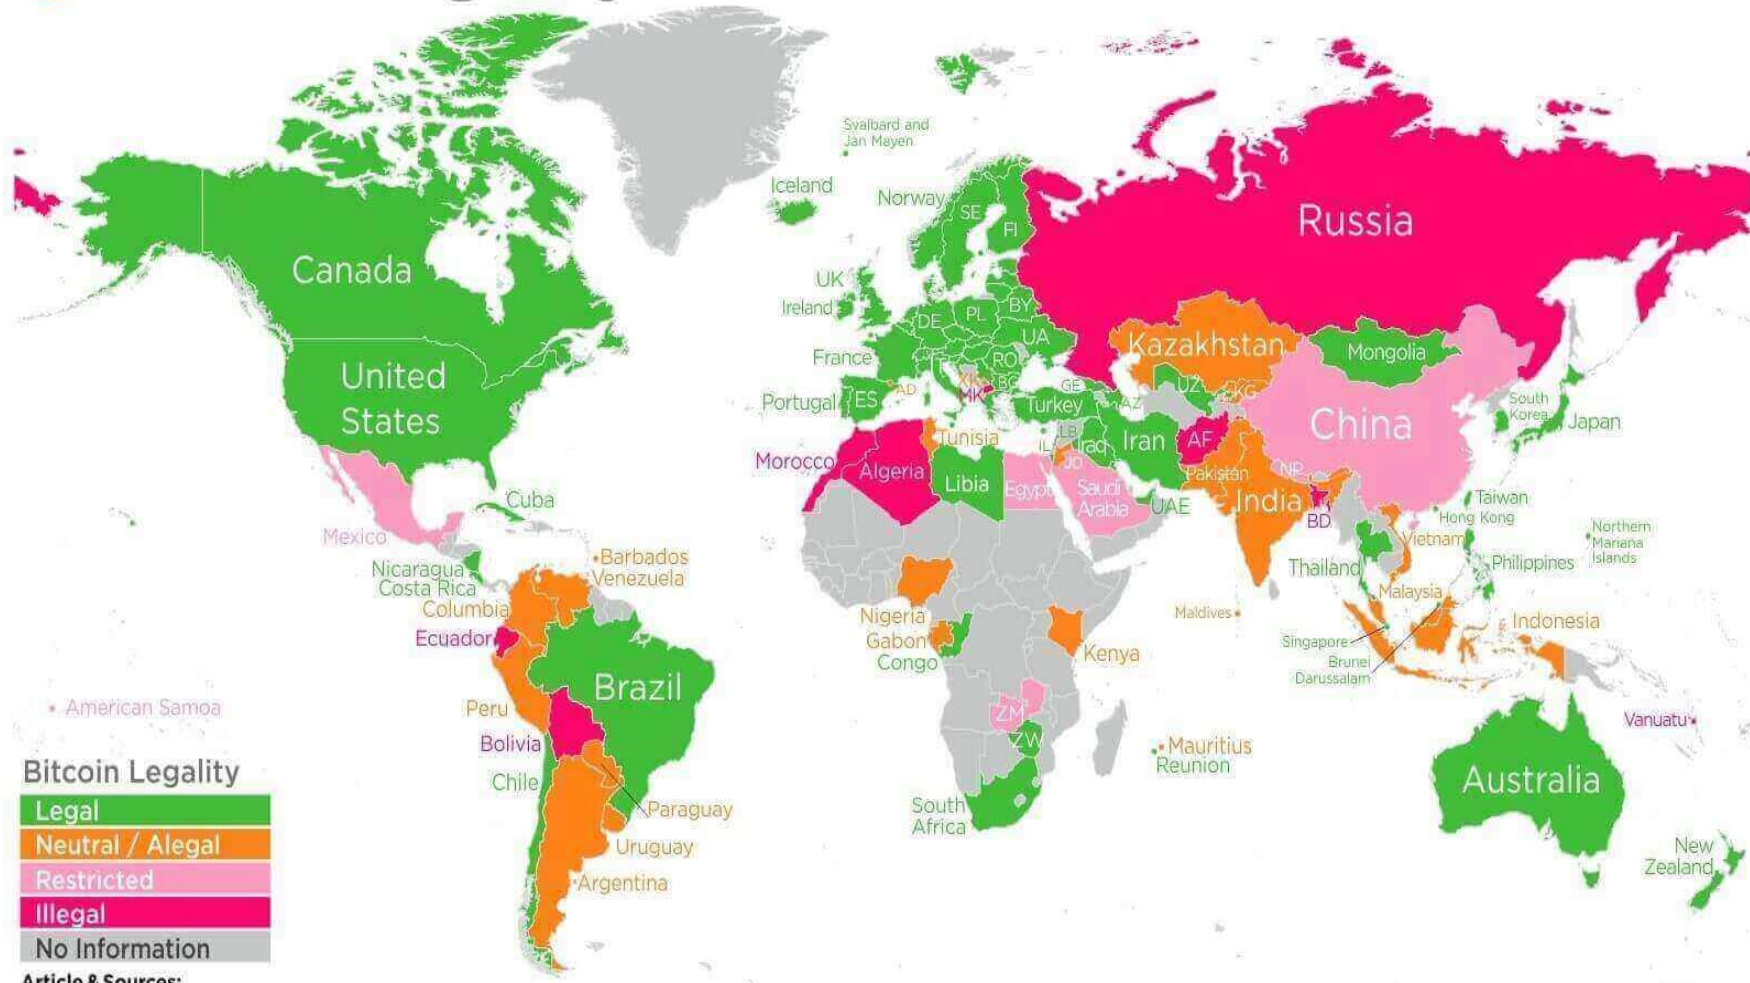 Svalbard and
Jan Mayen
Iceland
Norway
SE
FI
Russia
Canada
UK
Ireland
BY
DE
PL
UA
France
Kazakhstan
Mongolia
IT
RO
United
States
XK
BG
AD
MK
GE
UZ
KG
Portugal
ES
Turkey
AZ
South
Korea
Japan
China
LB
Tunisia
IL
Iraq
Iran
AF
Morocco
Algeria
JO
Pakistan
NP
Libia
Egypt
Saudi
Arabia
UAE
India
BD
Cuba
Taiwan
Hong Kong
Mexico
Vietnam
Northern
Mariana
Islands
Barbados
Venezuela
Nicaragua
Costa Rica
Thailand
Philippines
Columbia
Malaysia
Maldives
Nigeria
Indonesia
Ecuador
Gabon
Singapore
Kenya
Congo
Brunei
Darussalam
Brazil
American Samoa
Peru
ZM
Vanuatu
Bolivia
ZW
Mauritius
Reunion
Chile
Australia
South
Africa
Paraguay
Uruguay
New
Zealand
Argentina
Bitcoin Legality
Legal
Neutral / Alegal
Restricted
Illegal
No Information
Article & Sources: